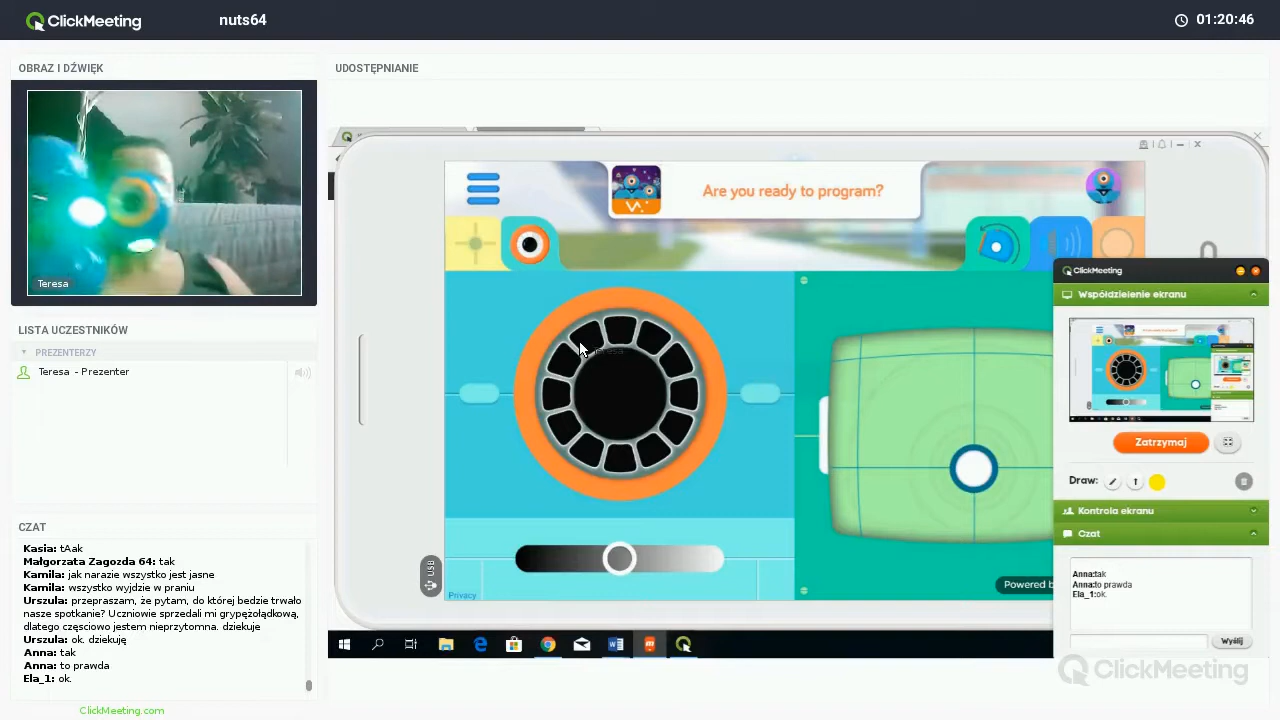 ClickMeeting
nuts64
01:20:46
OBRAZ I DŹWIĘK
UDOSTĘPNIANIE
Teresa
LISTA UCZESTNIKÓW
PREZENTERZY
Teresa - Prezenter
CZAT
Kasia: tAak
Małgorzata Zagozda 64: tak
Kamila: jak narazie wszystko jest jasne
Kamila: wszystko wyjdzie w praniu
Urszula: przepraszam, że pytam, do której bedzie trwało
nasze spotkanie? Uczniowie sprzedali mi grypężołądkową,
dlatego częsciowo jestem nieprzytomna. dziekuje
Urszula: ok. dziekuję
Anna: tak
Anna: to prawda
Ela_1: ok.
ClickMeeting.com
Are you ready to program?
Teresa
Privacy
USB
Powered by
ClickMeeting
Współdzielenie ekranu
Zatrzymaj
Draw:
Kontrola ekranu
Czat
Anna:tak
Anna:to prawda
Ela_1:ok.
Wyślij
ClickMeeting